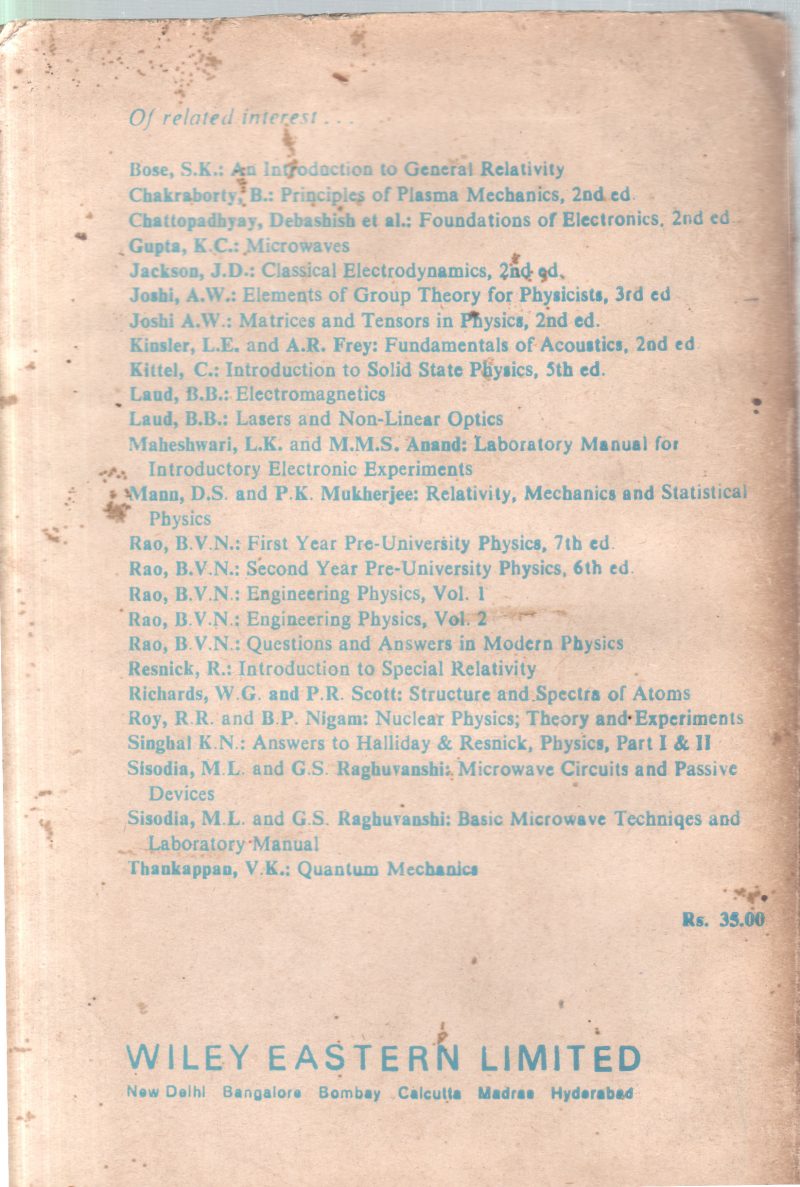 Of related interest ...
Bose, S.K.: An Introduction to General Relativity
Chakraborty, B.: Principles of Plasma Mechanics, 2nd ed.
Chattopadhyay, Debashish et al.: Foundations of Electronics, 2nd ed.
Gupta, K.C.: Microwaves
Jackson, J.D.: Classical Electrodynamics, 2nd ed.
Joshi, A.W.: Elements of Group Theory for Physicists, 3rd ed
Joshi A.W.: Matrices and Tensors in Physics, 2nd ed.
Kinsler, L.E. and A.R. Frey: Fundamentals of Acoustics, 2nd ed
Kittel, C.: Introduction to Solid State Physics, 5th ed.
Laud, B.B.: Electromagnetics
Laud, B.B.: Lasers and Non-Linear Optics
Maheshwari, L.K. and M.M.S. Anand: Laboratory Manual for
Introductory Electronic Experiments
Mann, D.S. and P.K. Mukherjee: Relativity, Mechanics and Statistical
Physics
Rao, B.V.N.: First Year Pre-University Physics, 7th ed.
Rao, B.V.N.: Second Year Pre-University Physics, 6th ed.
Rao, B.V.N.: Engineering Physics, Vol. 1
Rao, B.V.N.: Engineering Physics, Vol. 2
Rao, B.V.N.: Questions and Answers in Modern Physics
Resnick, R.: Introduction to Special Relativity
Richards, W.G. and P.R. Scott: Structure and Spectra of Atoms
Roy, R.R. and B.P. Nigam: Nuclear Physics; Theory and Experiments
Singhal K.N.: Answers to Halliday & Resnick, Physics, Part I & II
Sisodia, M.L. and G.S. Raghuvanshi: Microwave Circuits and Passive
Devices
Sisodia, M.L. and G.S. Raghuvanshi: Basic Microwave Techniqes and
Laboratory Manual
Thankappan, V.K.: Quantum Mechanics
Rs. 35.00
WILEY EASTERN LIMITED
New Delhi Bangalore Bombay Calcutta Madras Hyderabad